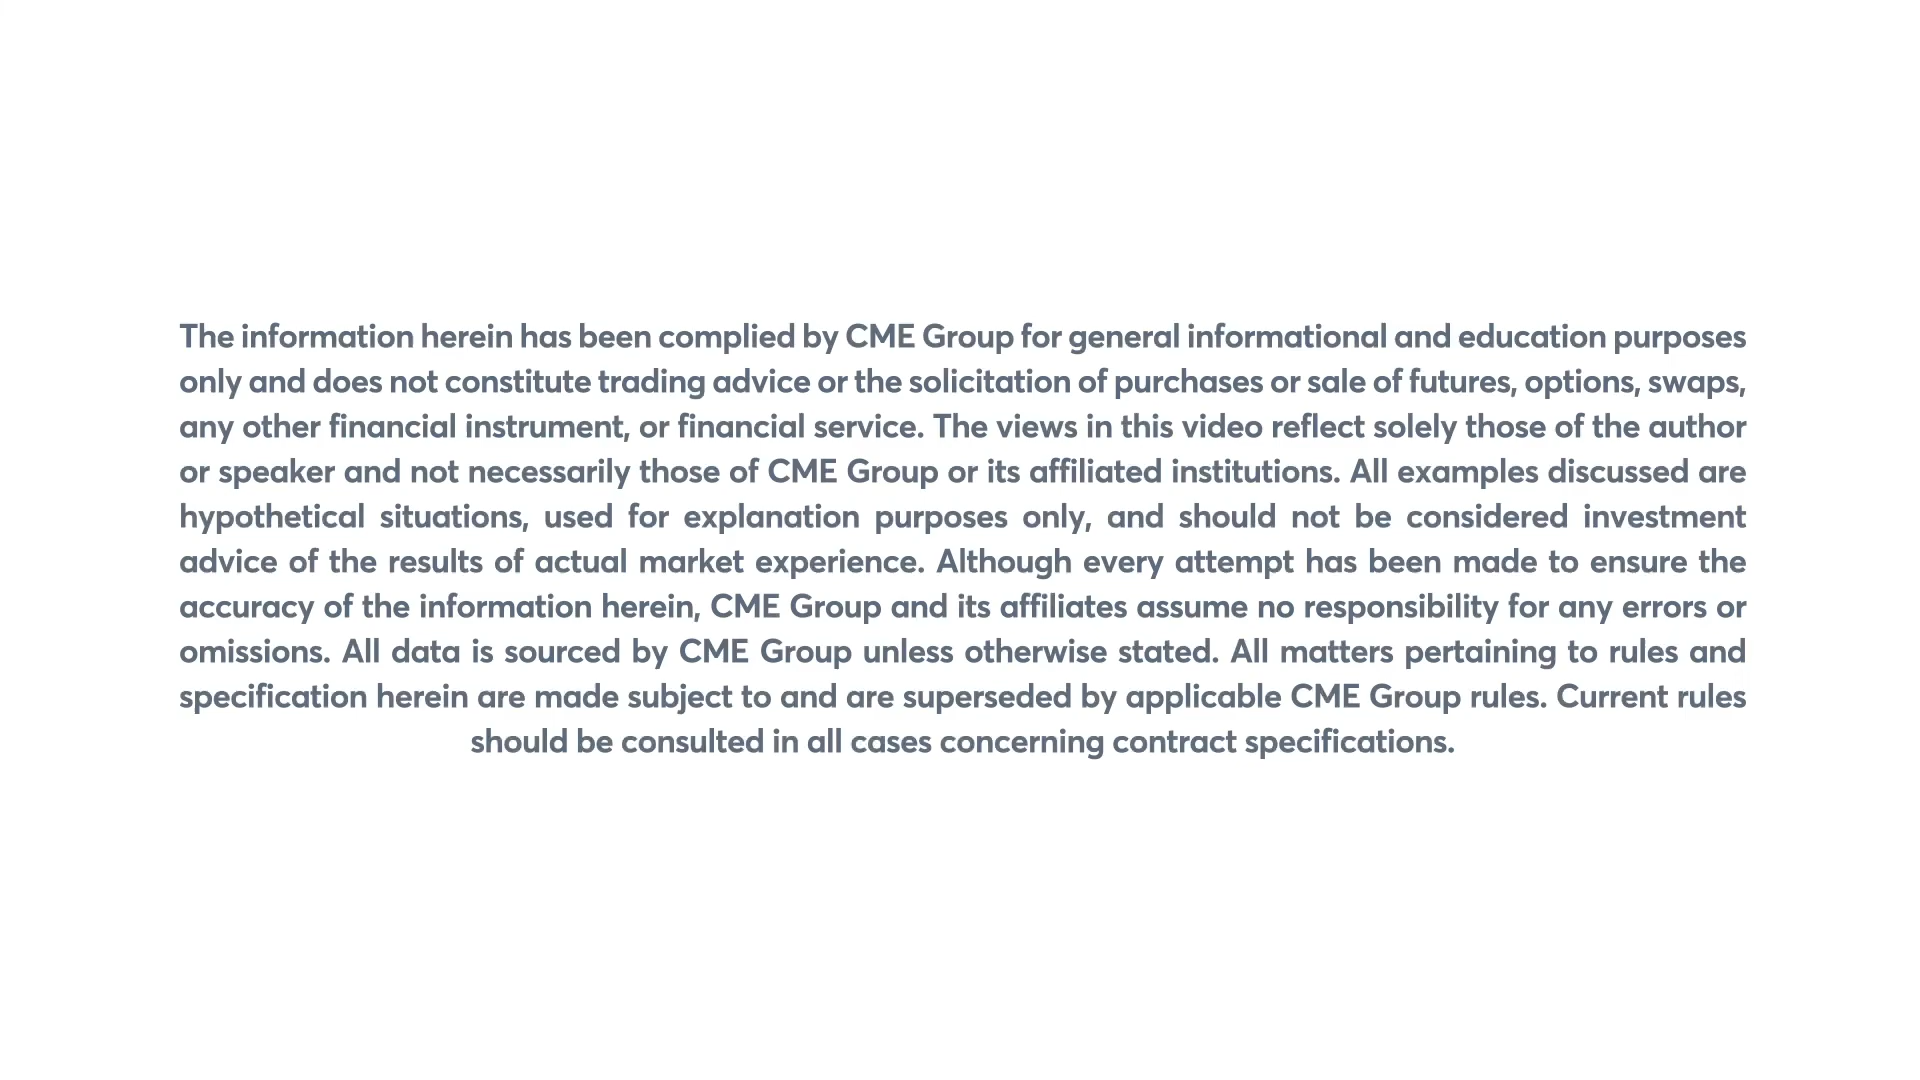 The information herein has been complied by CME Group for general informational and education purposes
only and does not constitute trading advice or the solicitation of purchases or sale of futures, options, swaps,
any other financial instrument, or financial service. The views in this video reflect solely those of the author
or speaker and not necessarily those of CME Group or its affiliated institutions. All examples discussed are
hypothetical situations, used for explanation purposes only, and should not be considered investment
advice of the results of actual market experience. Although every attempt has been made to ensure the
accuracy of the information herein, CME Group and its affiliates assume no responsibility for any errors or
omissions. All data is sourced by CME Group unless otherwise stated. All matters pertaining to rules and
specification herein are made subject to and are superseded by applicable CME Group rules. Current rules
should be consulted in all cases concerning contract specifications.